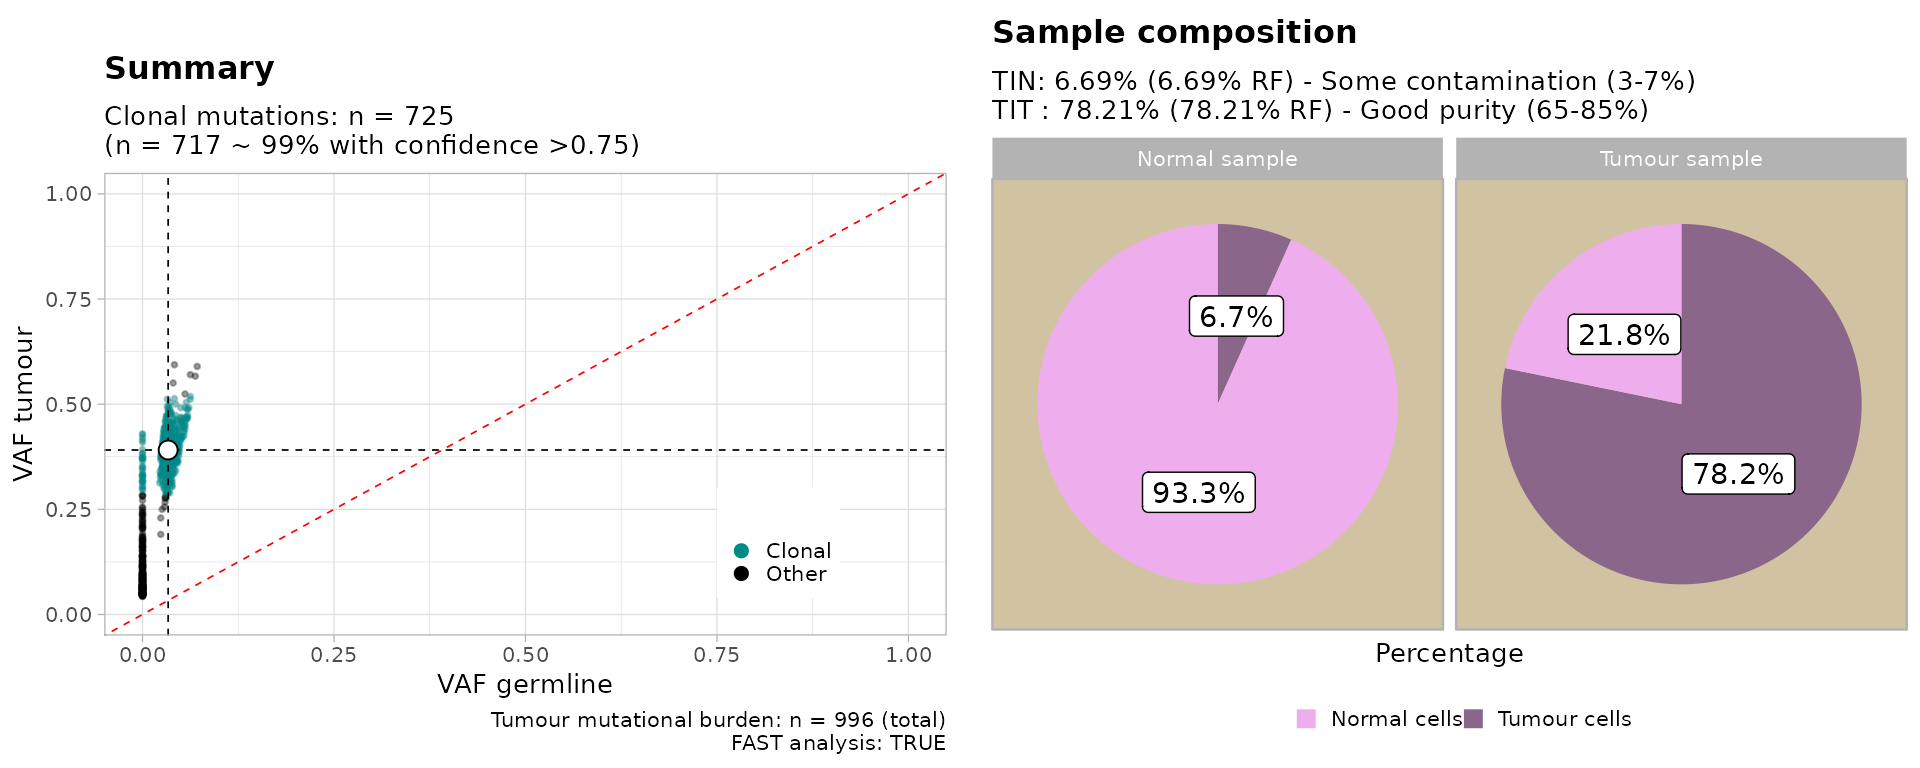 Summary
Clonal mutations: n = 725
(n = 717 ~ 99% with confidence >0.75)
VAF tumour
1.00
0.75
0.50
0.25
0.00
Clonal
Other
0.00
0.25
0.50
0.75
1.00
VAF germline
Tumour mutational burden: n = 996 (total)
FAST analysis: TRUE
Sample composition
TIN: 6.69% (6.69% RF) - Some contamination (3-7%)
TIT : 78.21% (78.21% RF) - Good purity (65-85%)
Normal sample
6.7%
93.3%
Tumour sample
21.8%
78.2%
Percentage
Normal cells
Tumour cells